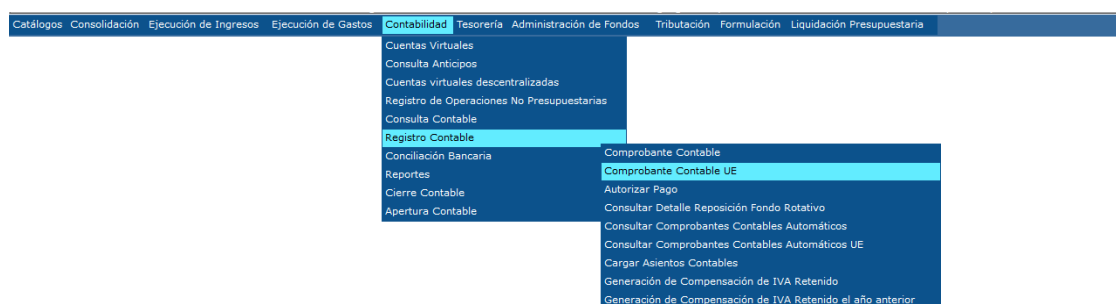 Catálogos Consolidación Ejecución de Ingresos Ejecución de Gastos Contabilidad Tesorería Administración de Fondos Tributación Formulación Liquidación Presupuestaria
Cuentas Virtuales
Consulta Anticipos
Cuentas virtuales descentralizadas
Registro de Operaciones No Presupuestarias
Consulta Contable
Registro Contable
Conciliación Bancaria
Reportes
Cierre Contable
Apertura Contable
Comprobante Contable
Comprobante Contable UE
Autorizar Pago
Consultar Detalle Reposición Fondo Rotativo
Consultar Comprobantes Contables Automáticos
Consultar Comprobantes Contables Automáticos UE
Cargar Asientos Contables
Generación de Compensación de IVA Retenido
Generación de Compensación de IVA Retenido el año anterior